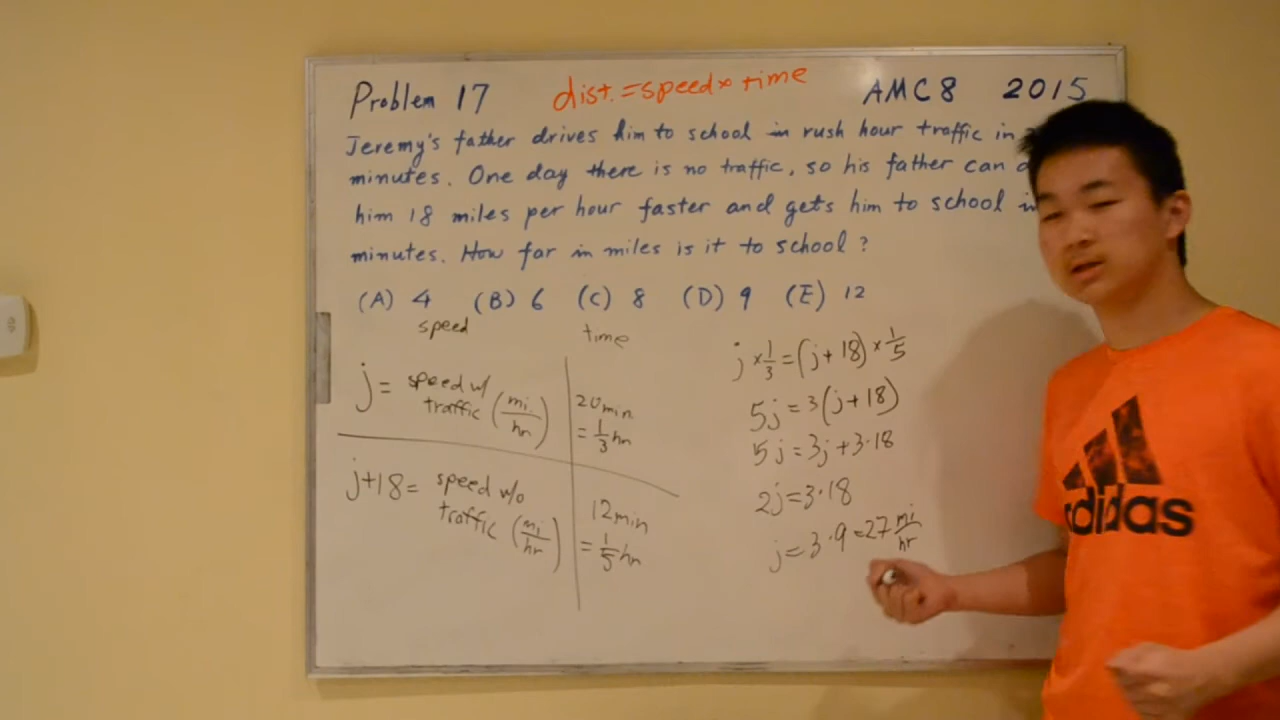 Problem 17 dist. = speed × time AMC 8 2015
Jeremy's father drives him to school in rush hour traffic in
minutes. One day there is no traffic, so his father can
him 18 miles per hour faster and gets him to school in
minutes. How far in miles is it to school?
(A) 4 (B) 6 (C) 8 (D) 9 (E) 12
speed time
j = speed w/ traffic (mi./hr) 20min = 1/3 hr
j+18 = speed w/o traffic (mi/hr) 12min = 1/5 hr
j × 1/3 = (j+18) × 1/5
5j = 3(j+18)
5j = 3j + 3·18
2j = 3·18
j = 3·9 = 27 mi/hr
adidas